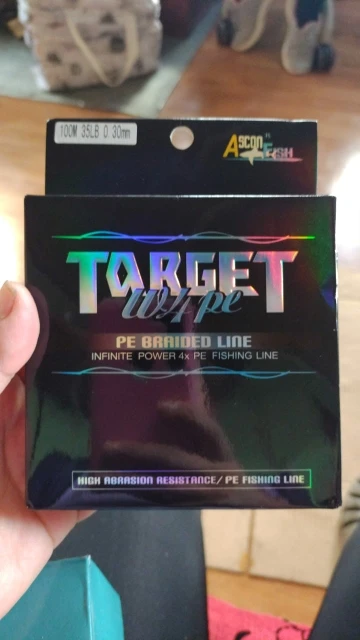 100M 35LB 0.30mm
ASCON FISH
TARGET
W4 pe
PE BRAIDED LINE
INFINITE POWER 4x PE FISHING LINE
HIGH ABRASION RESISTANCE/ PE FISHING LINE